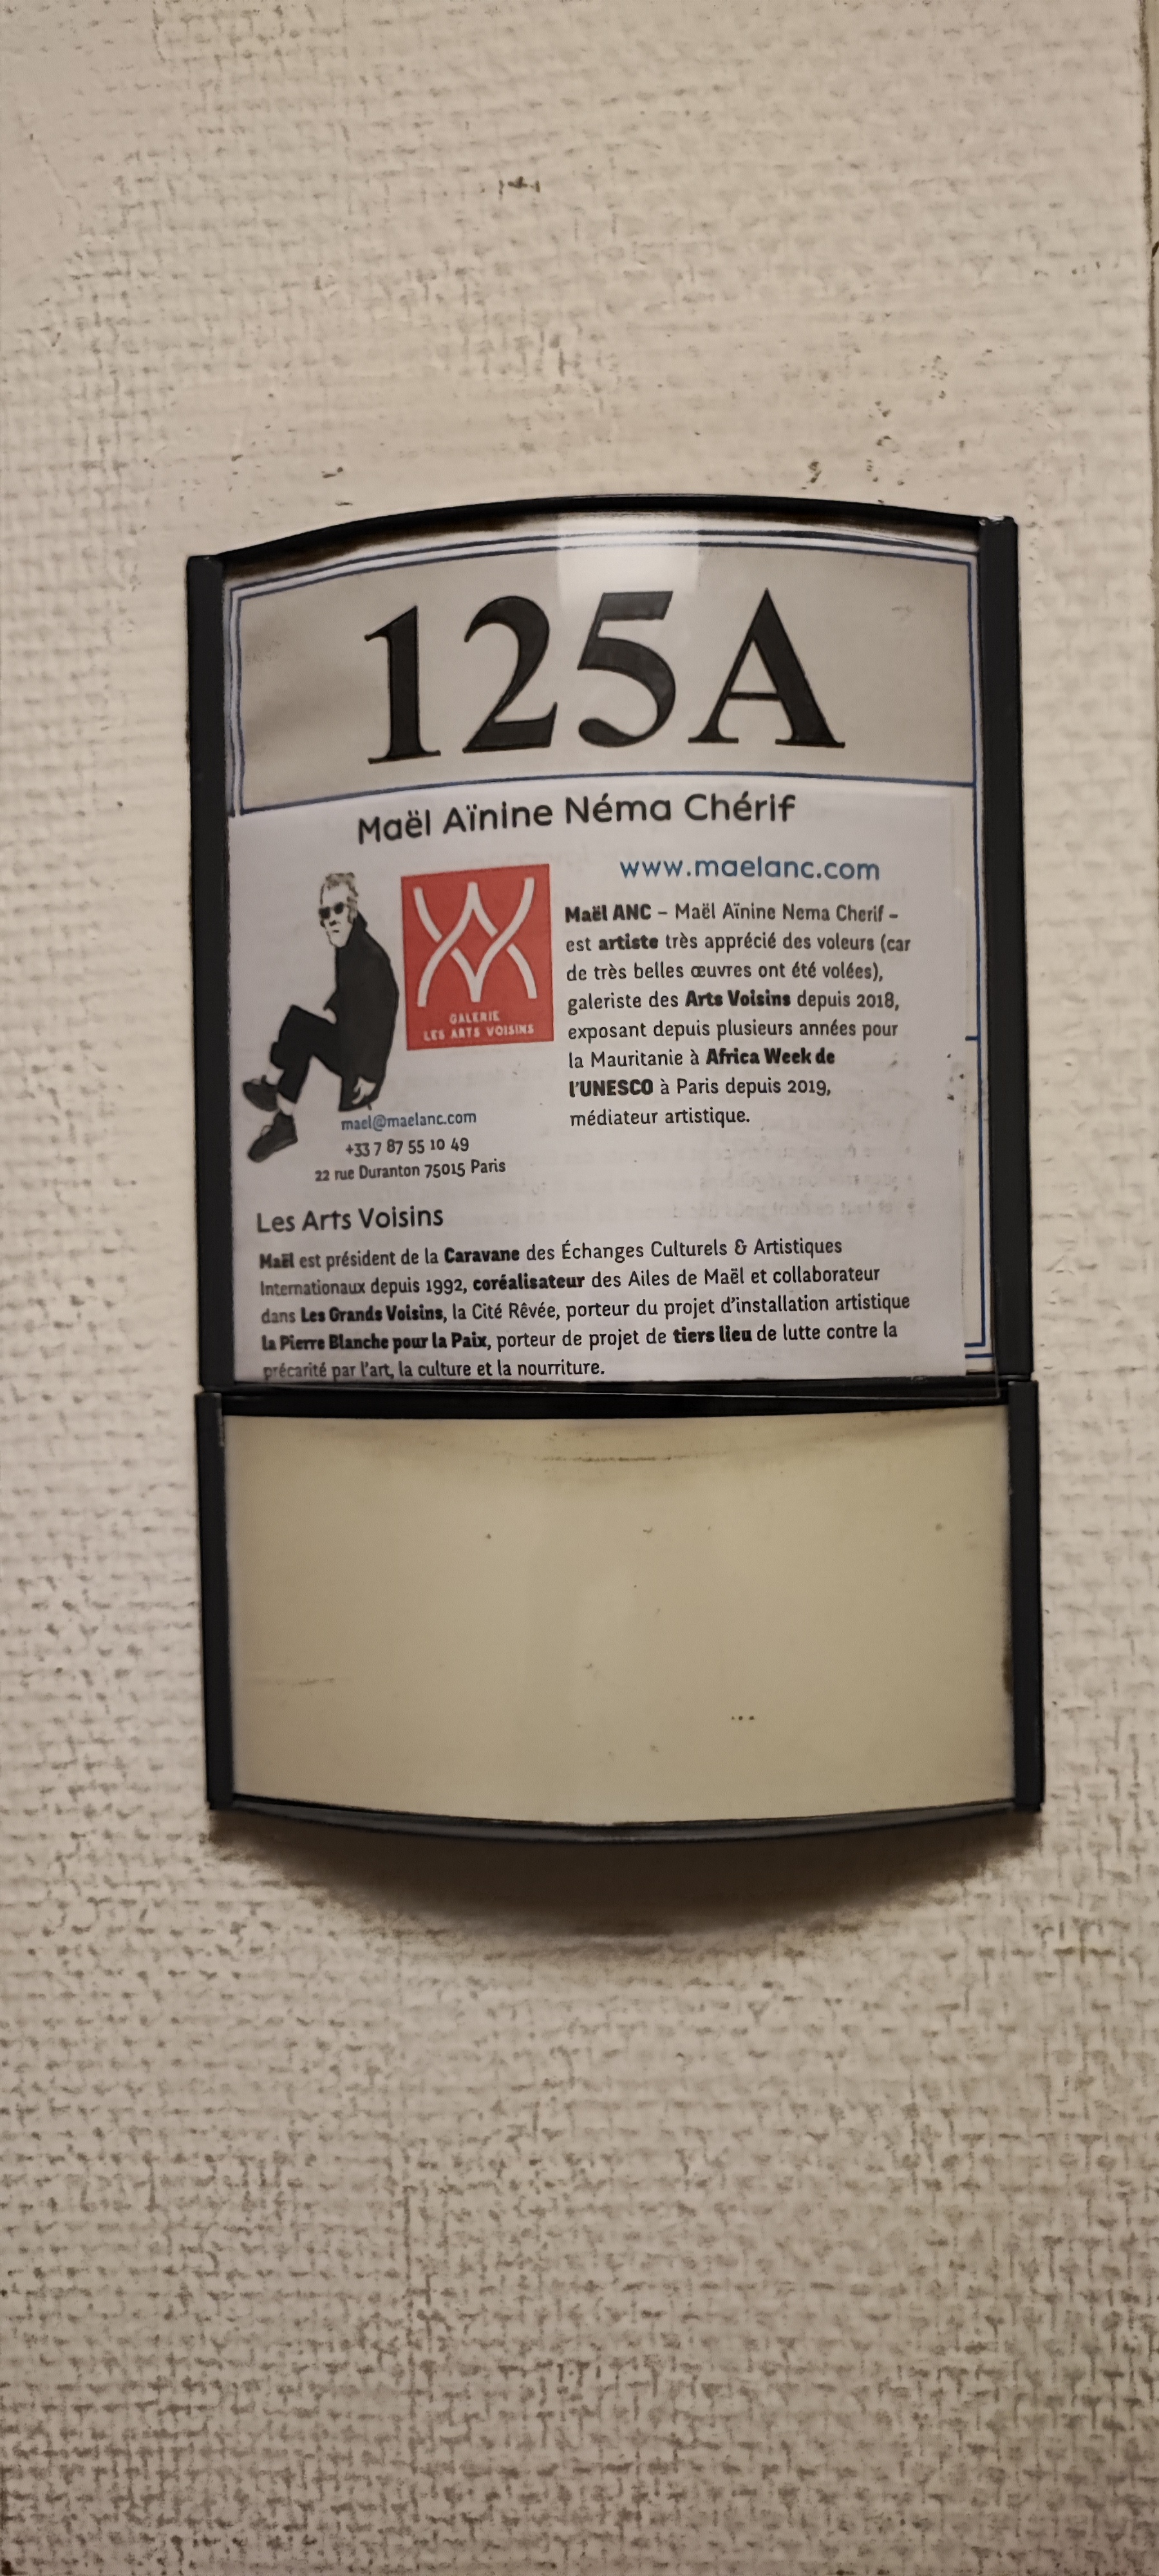 125A
Maël Aïnine Néma Chérif
www.maelanc.com
GALERIE
LES ARTS VOISINS
Maël ANC – Maël Aïnine Nema Cherif –
est artiste très apprécié des voleurs (car
de très belles œuvres ont été volées),
galeriste des Arts Voisins depuis 2018,
exposant depuis plusieurs années pour
la Mauritanie à Africa Week de
l'UNESCO à Paris depuis 2019,
médiateur artistique.
mael@maelanc.com
+33 7 87 55 10 49
22 rue Duranton 75015 Paris
Les Arts Voisins
Maël est président de la Caravane des Échanges Culturels & Artistiques
Internationaux depuis 1992, coréalisateur des Ailes de Maël et collaborateur
dans Les Grands Voisins, la Cité Rêvée, porteur du projet d'installation artistique
la Pierre Blanche pour la Paix, porteur de projet de tiers lieu de lutte contre la
précarité par l'art, la culture et la nourriture.